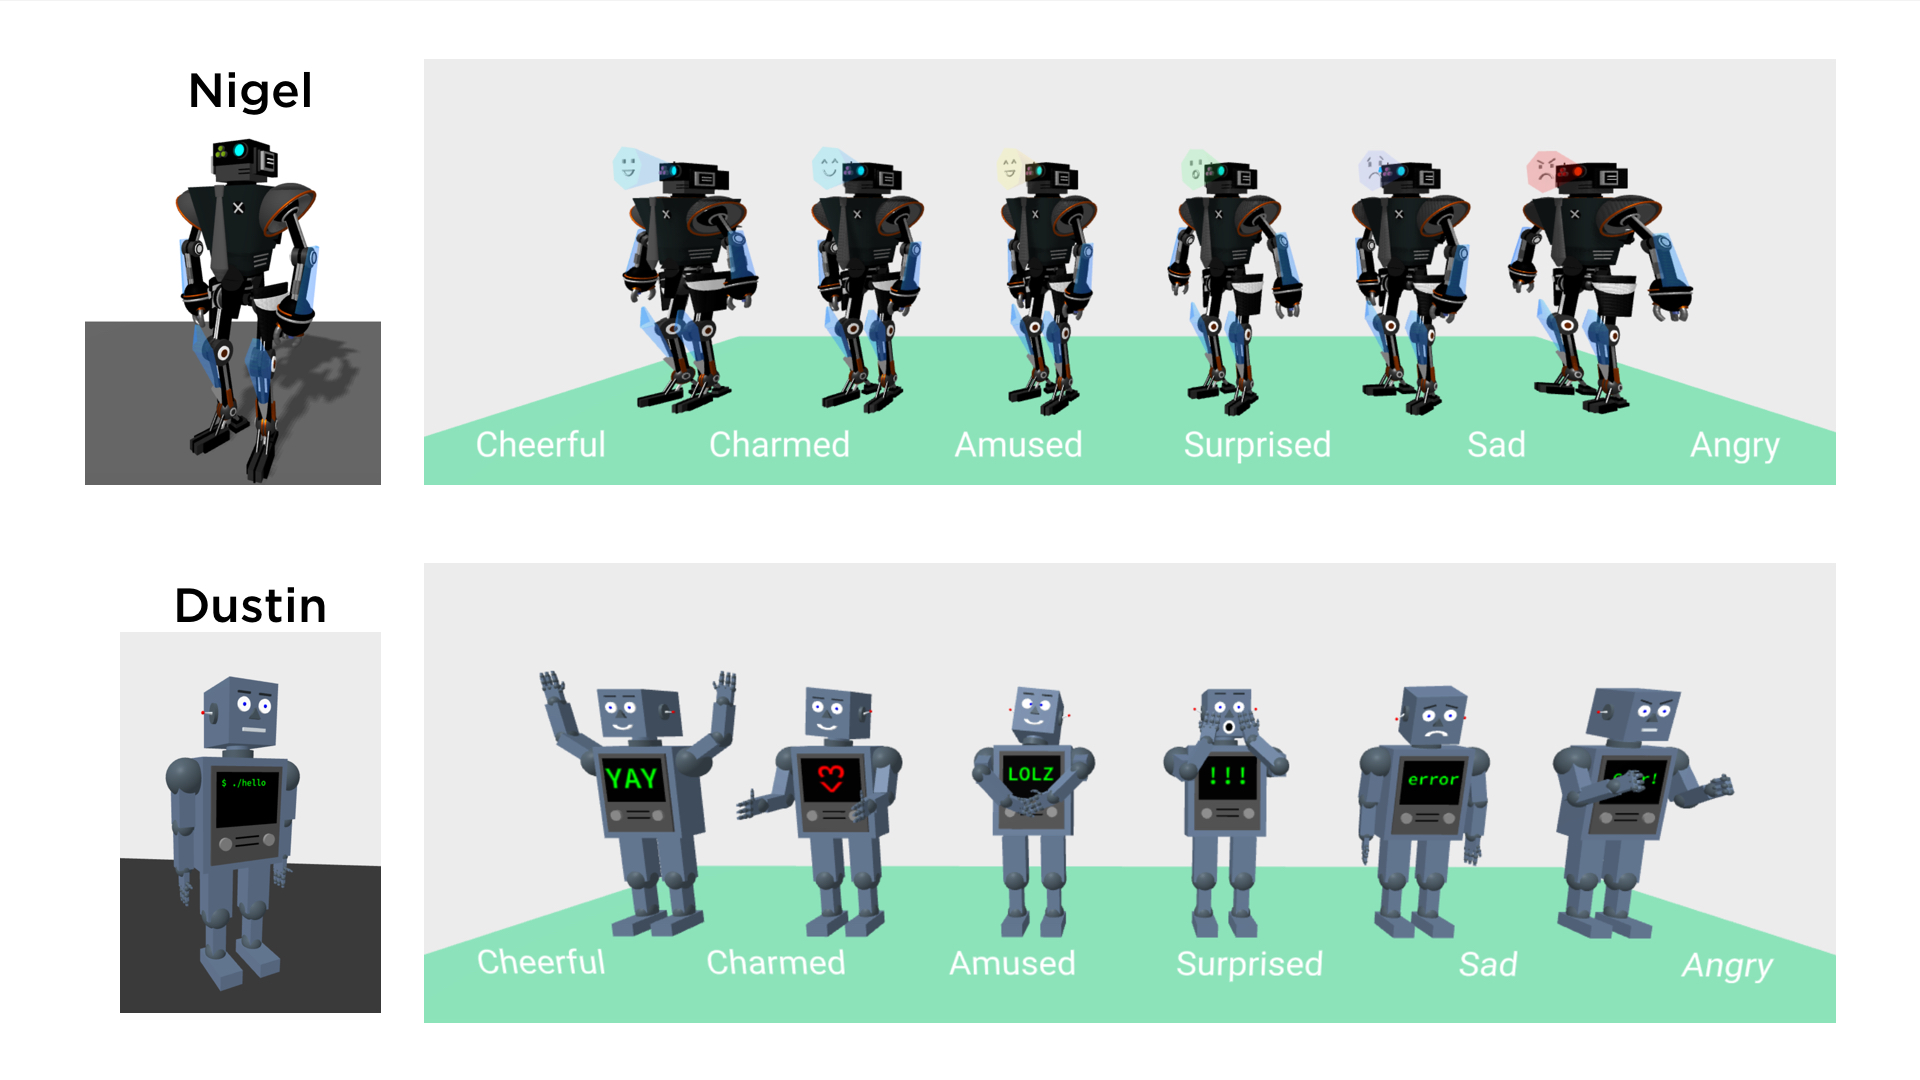 Nigel
X
X
X
X
X
X
X
Cheerful
Charmed
Amused
Surprised
Sad
Angry
Dustin
$ ./hello
YAY
LOLZ
!!!
error
Cheerful
Charmed
Amused
Surprised
Sad
Angry